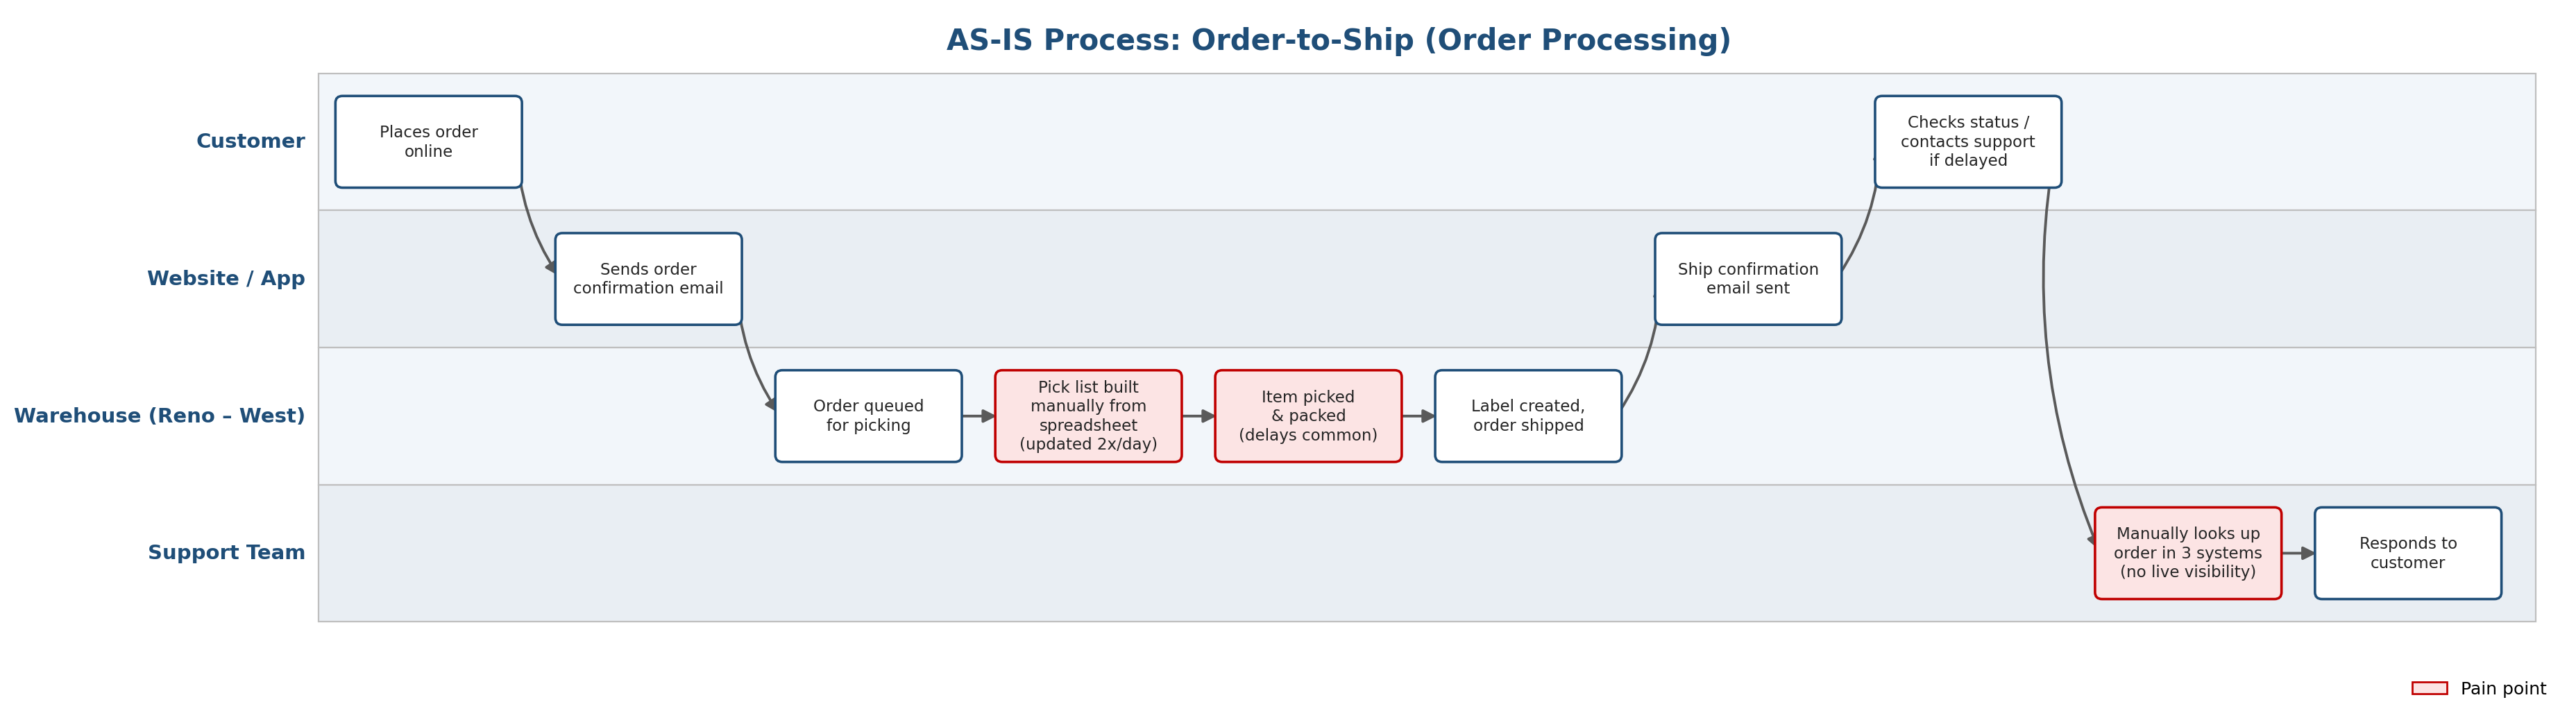 AS-IS Process: Order-to-Ship (Order Processing)
Customer
Places order
online
Checks status /
contacts support
if delayed
Website / App
Sends order
confirmation email
Ship confirmation
email sent
Warehouse (Reno – West)
Order queued
for picking
Pick list built
manually from
spreadsheet
(updated 2x/day)
Item picked
& packed
(delays common)
Label created,
order shipped
Support Team
Manually looks up
order in 3 systems
(no live visibility)
Responds to
customer
Pain point